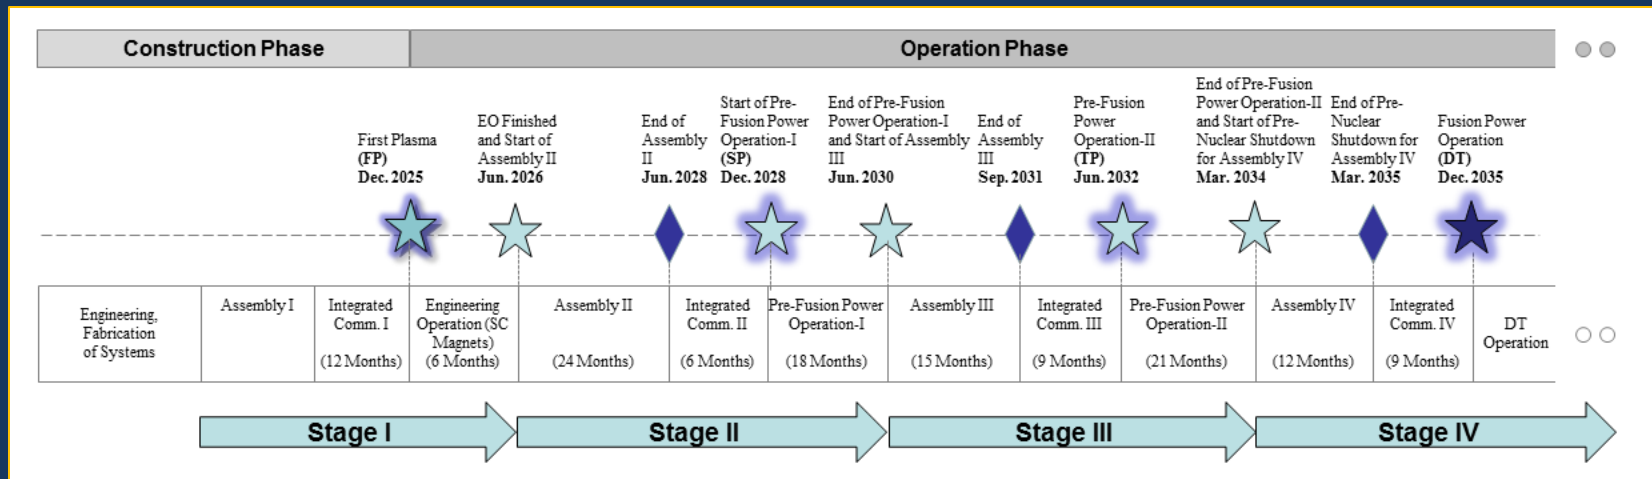 Construction Phase
Operation Phase
First Plasma
(FP)
Dec. 2025
EO Finished
and Start of
Assembly II
Jun. 2026
End of
Assembly
II
Jun. 2028
Start of Pre-
Fusion Power
Operation-I
(SP)
Dec. 2028
End of Pre-Fusion
Power Operation-I
and Start of Assembly
III
Jun. 2030
End of
Assembly
III
Sep. 2031
Pre-Fusion
Power
Operation-II
(TP)
Jun. 2032
End of Pre-Fusion
Power Operation-II
and Start of Pre-
Nuclear Shutdown
for Assembly IV
Mar. 2034
End of Pre-
Nuclear
Shutdown for
Assembly IV
Mar. 2035
Fusion Power
Operation
(DT)
Dec. 2035
Engineering,
Fabrication
of Systems
Assembly I
Integrated
Comm. I
(12 Months)
Engineering
Operation (SC
Magnets)
(6 Months)
Assembly II
(24 Months)
Integrated
Comm. II
(6 Months)
Pre-Fusion Power
Operation-I
(18 Months)
Assembly III
(15 Months)
Integrated
Comm. III
(9 Months)
Pre-Fusion Power
Operation-II
(21 Months)
Assembly IV
(12 Months)
Integrated
Comm. IV
(9 Months)
DT
Operation
Stage I
Stage II
Stage III
Stage IV